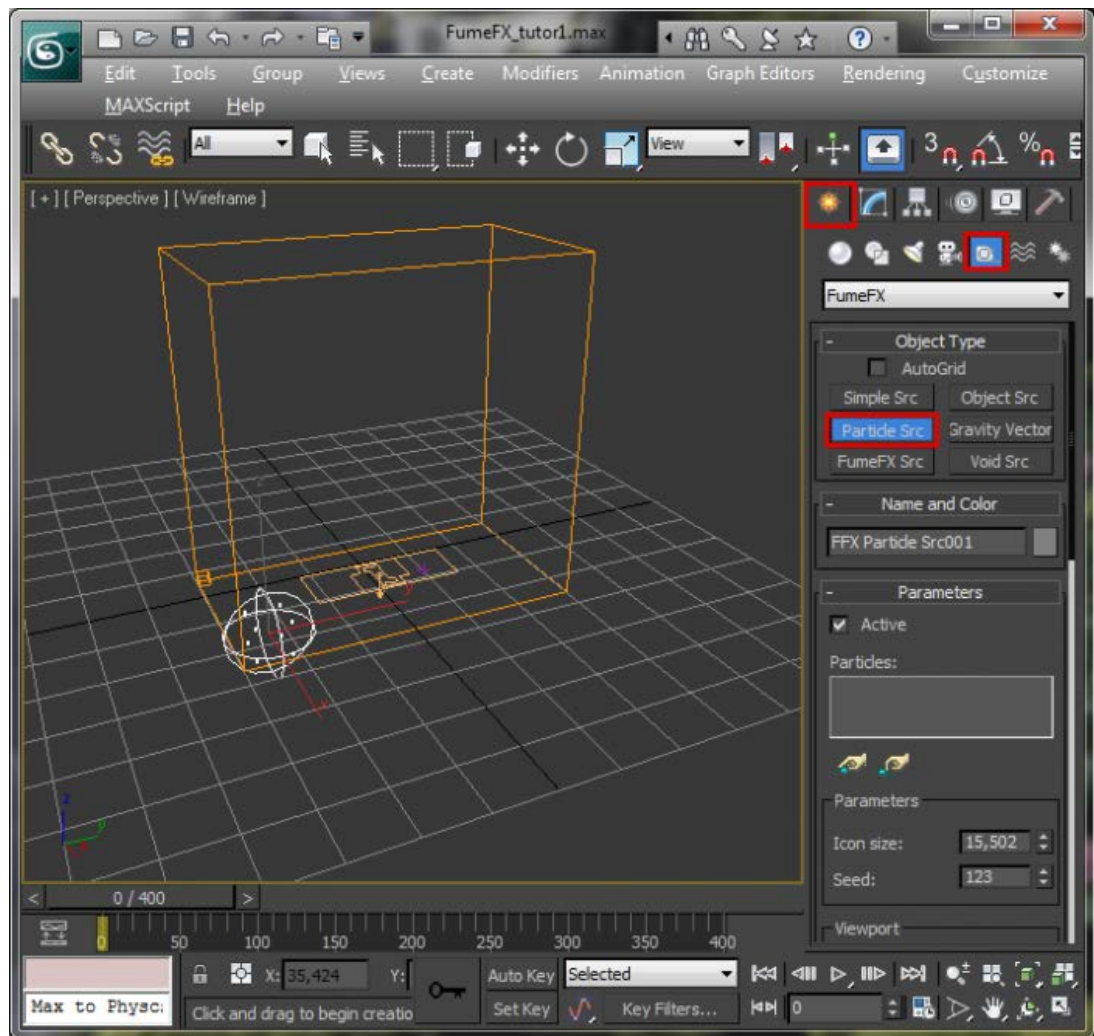 FumeFX_tutor1.max
Edit Tools Group Views Create Modifiers Animation Graph Editors Rendering Customize
MAXScript Help
All
View
3
%
[ + ] [ Perspective ] [ Wireframe ]
FumeFX
- Object Type
AutoGrid
Simple Src Object Src
Particle Src Gravity Vector
FumeFX Src Void Src
- Name and Color
FFX Particle Src001
- Parameters
Active
Particles:
Parameters
Icon size: 15,502
Seed: 123
Viewport
z
y
x
< 0 / 400 >
0 50 100 150 200 250 300 350 400
X: 35,424 Y:
Auto Key Selected
Max to Physc:
Click and drag to begin creatio
Set Key Key Filters... 0